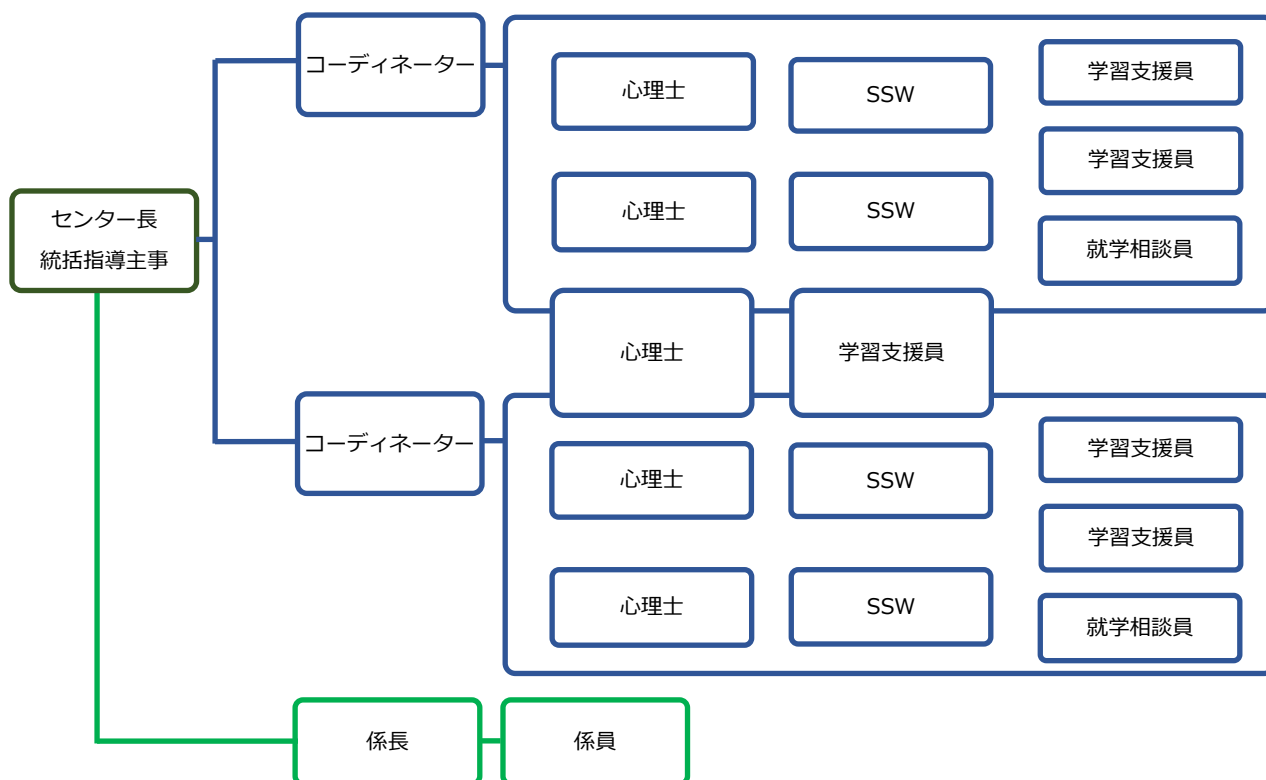 コーディネーター
心理士
SSW
学習支援員
学習支援員
心理士
SSW
就学相談員
センター長
統括指導主事
心理士
学習支援員
コーディネーター
心理士
SSW
学習支援員
学習支援員
心理士
SSW
就学相談員
係長
係員